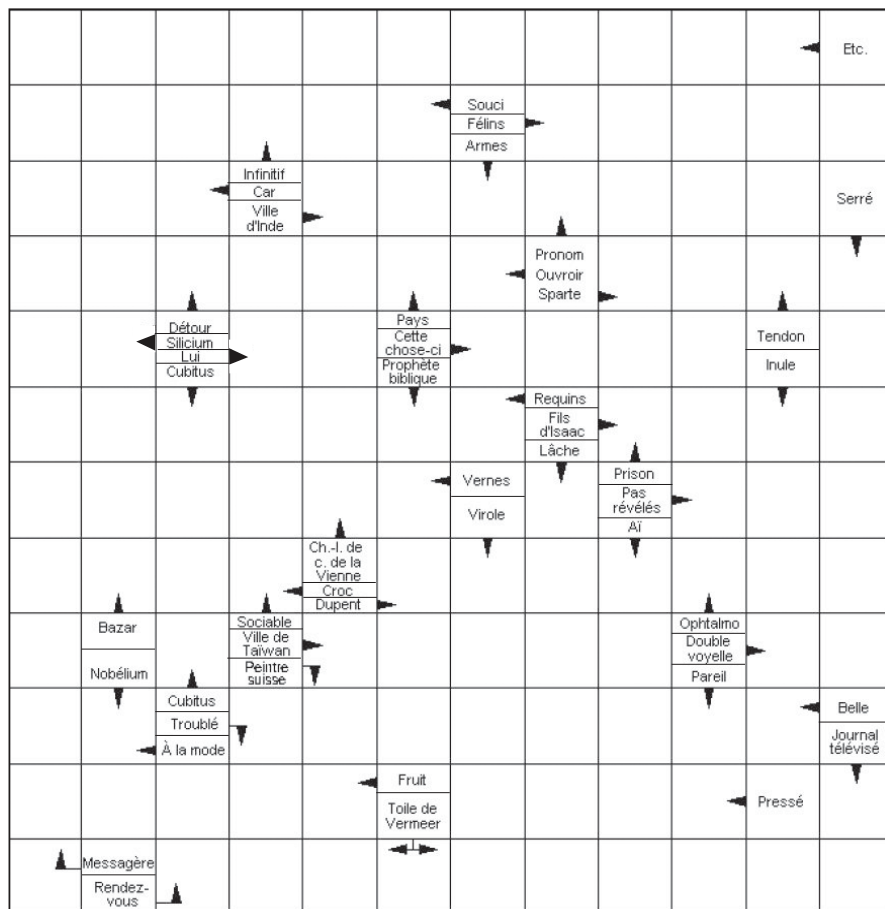 Etc.
Souci
Félins
Armes
Infinitif
Car
Ville
d'Inde
Serré
Pronom
Ouvroir
Sparte
Détour
Silicium
Lui
Cubitus
Pays
Cette
chose-ci
Prophète
biblique
Tendon
Inule
Requins
Fils
d'Isaac
Lâche
Vernes
Virole
Prison
Pas
révélés
Aï
Ch.-l. de
c. de la
Vienne
Croc
Dupent
Bazar
Nobélium
Sociable
Ville de
Taïwan
Peintre
suisse
Ophtalmo
Double
voyelle
Pareil
Cubitus
Troublé
À la mode
Belle
Journal
télévisé
Fruit
Toile de
Vermeer
Pressé
Messagère
Rendez-
vous